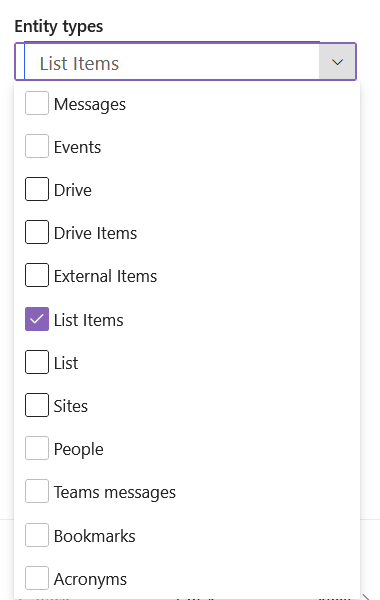 Entity types
List Items
Messages
Events
Drive
Drive Items
External Items
List Items
List
Sites
People
Teams messages
Bookmarks
Acronyms